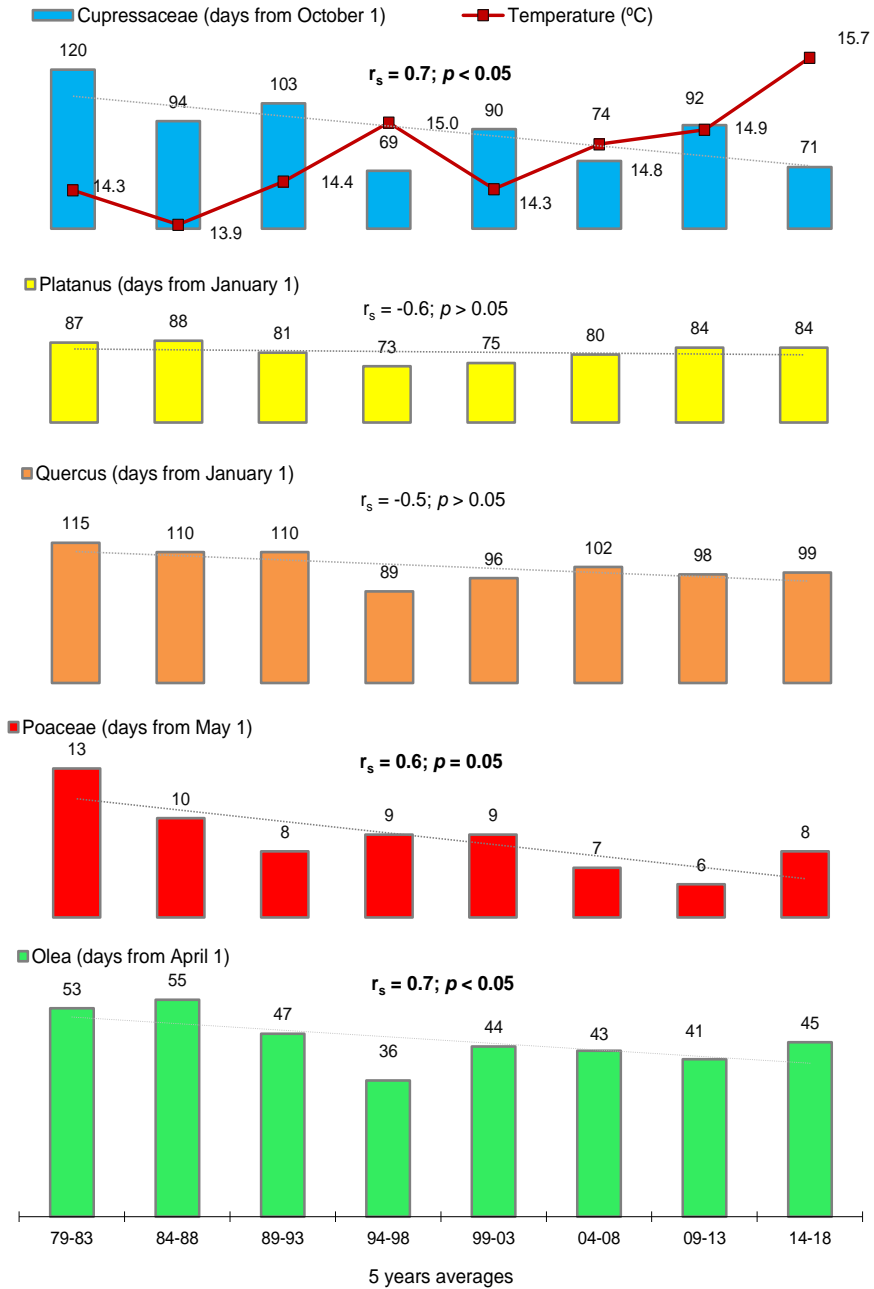 Cupressaceae (days from October 1) Temperature (ºC)
120 94 103 69 90 74 92 71
r_s = 0.7; p < 0.05
14.3 13.9 14.4 15.0 14.3 14.8 14.9 15.7
Platanus (days from January 1)
r_s = -0.6; p > 0.05
87 88 81 73 75 80 84 84
Quercus (days from January 1)
r_s = -0.5; p > 0.05
115 110 110 89 96 102 98 99
Poaceae (days from May 1)
r_s = 0.6; p = 0.05
13 10 8 9 9 7 6 8
Olea (days from April 1)
r_s = 0.7; p < 0.05
53 55 47 36 44 43 41 45
79-83 84-88 89-93 94-98 99-03 04-08 09-13 14-18
5 years averages